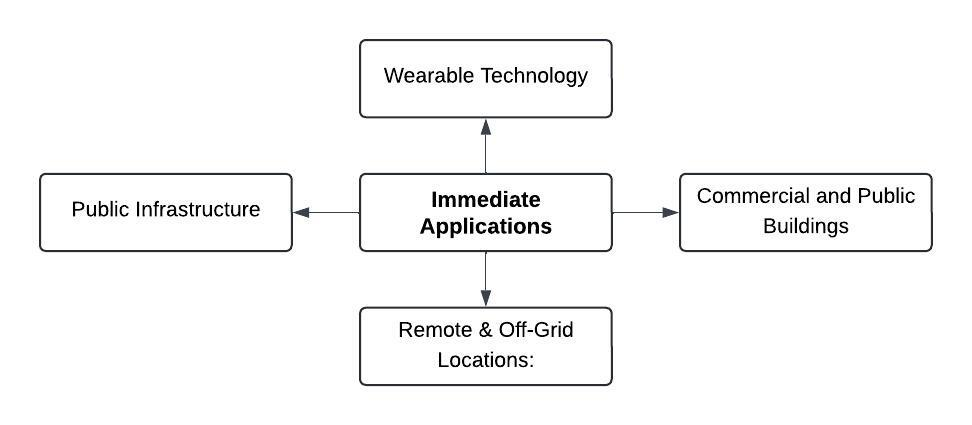 Wearable Technology
Public Infrastructure
Immediate
Applications
Commercial and Public
Buildings
Remote & Off-Grid
Locations: